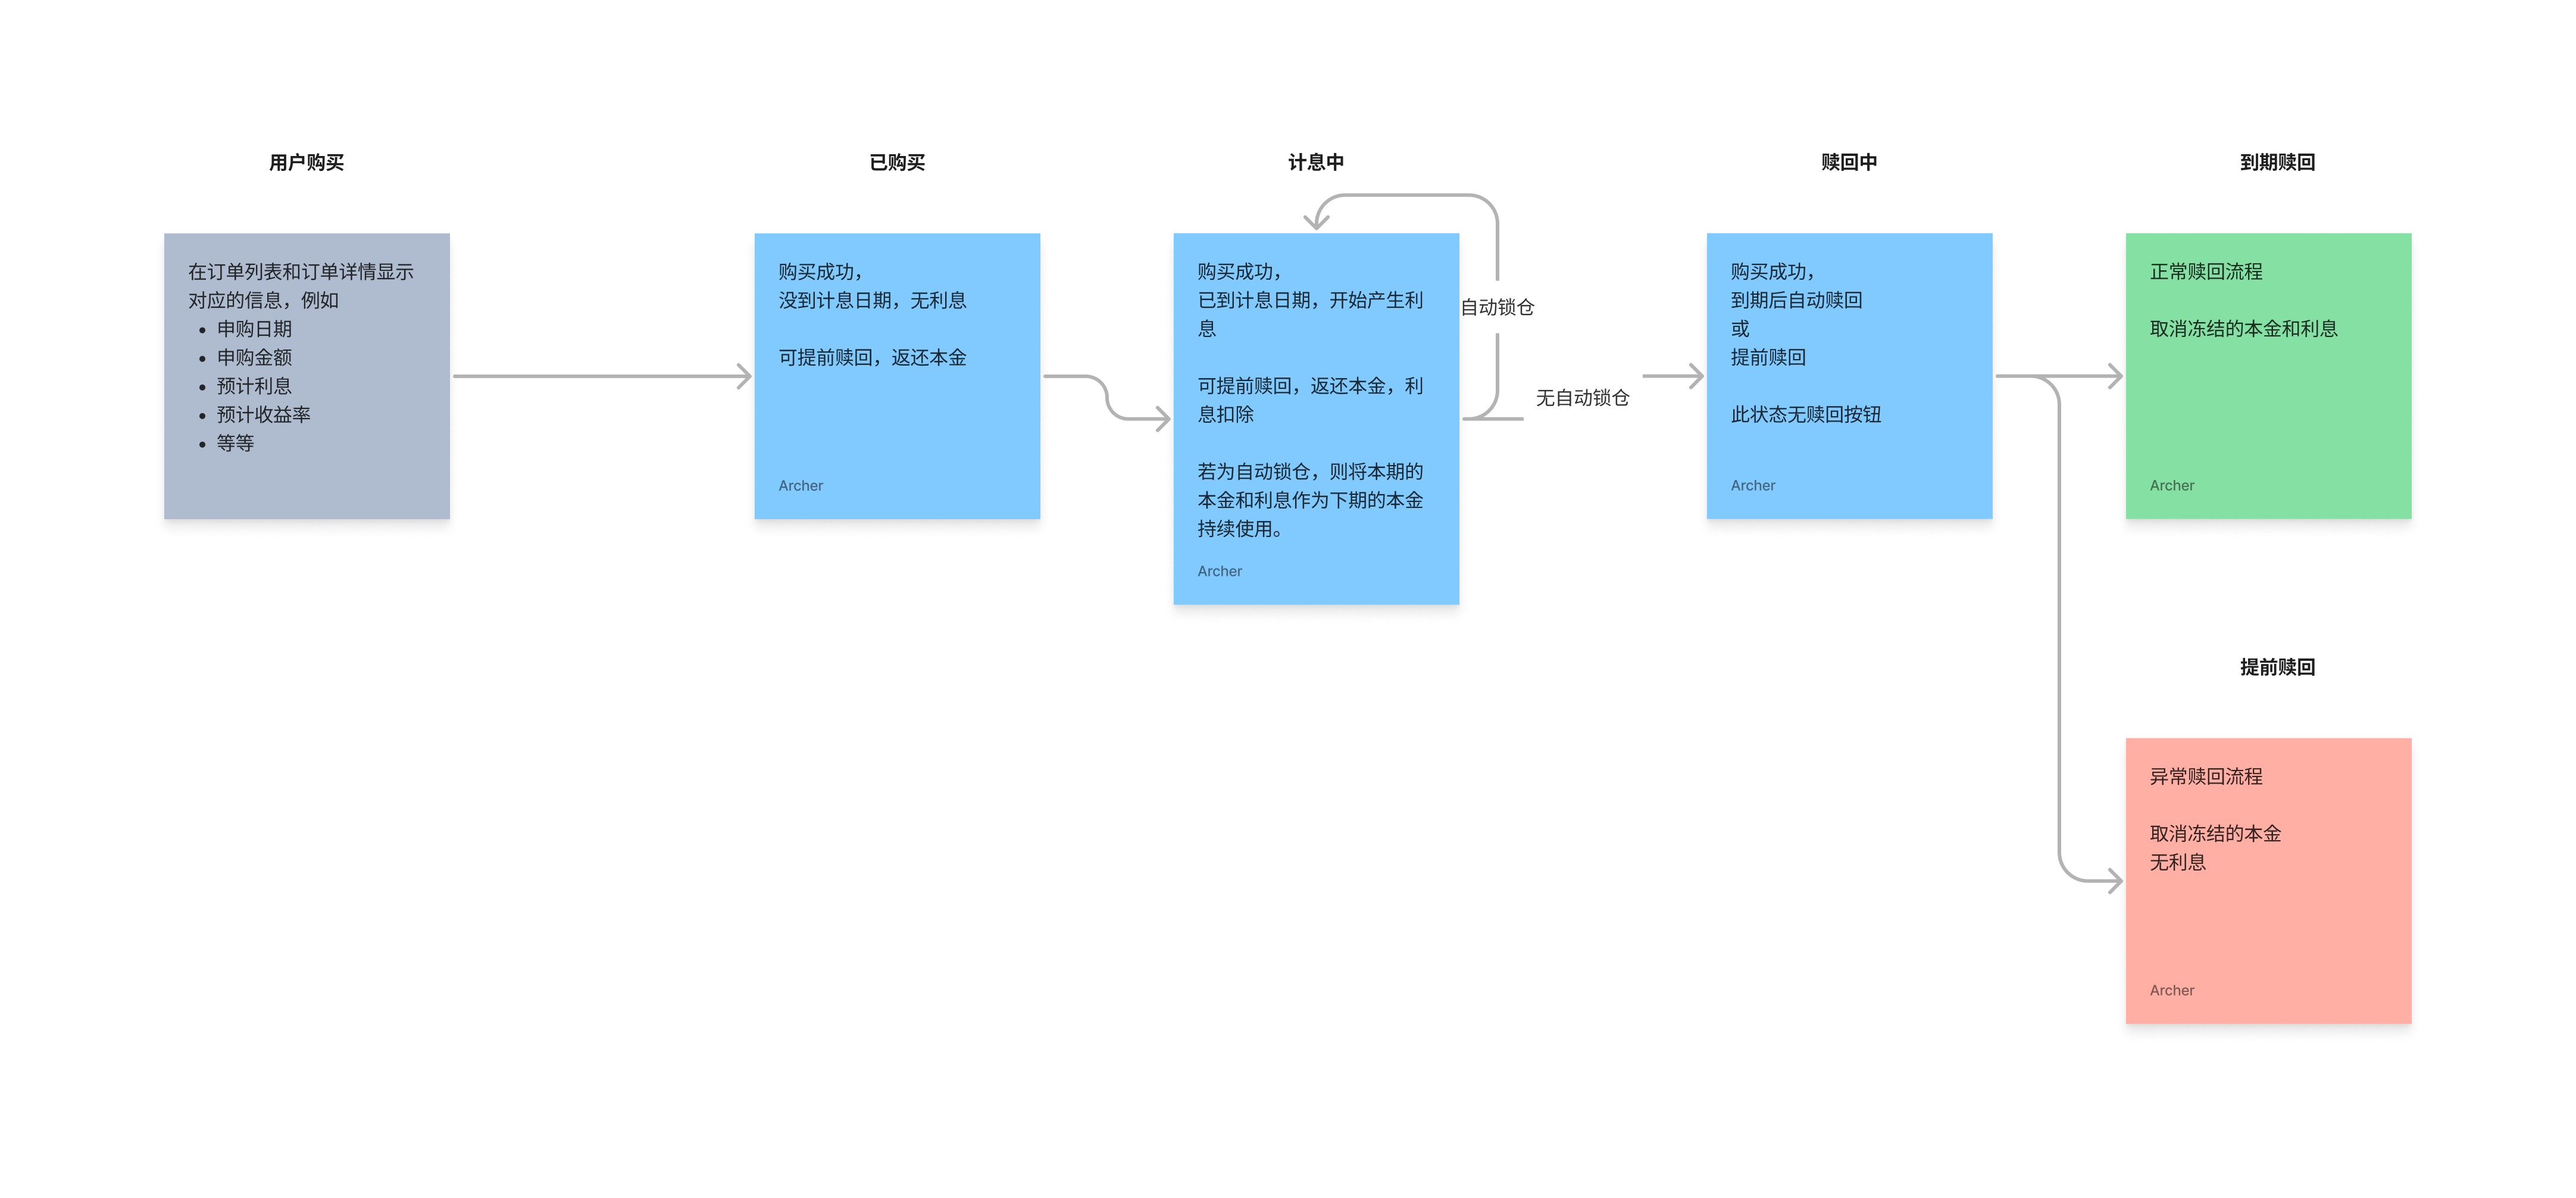 用户购买
在订单列表和订单详情显示
对应的信息，例如
• 申购日期
• 申购金额
• 预计利息
• 预计收益率
• 等等
已购买
购买成功，
没到计息日期，无利息
可提前赎回，返还本金
Archer
计息中
购买成功，
已到计息日期，开始产生利
息
可提前赎回，返还本金，利
息扣除
若为自动锁仓，则将本期的
本金和利息作为下期的本金
持续使用。
Archer
自动锁仓
无自动锁仓
赎回中
购买成功，
到期后自动赎回
或
提前赎回
此状态无赎回按钮
Archer
到期赎回
正常赎回流程
取消冻结的本金和利息
Archer
提前赎回
异常赎回流程
取消冻结的本金
无利息
Archer